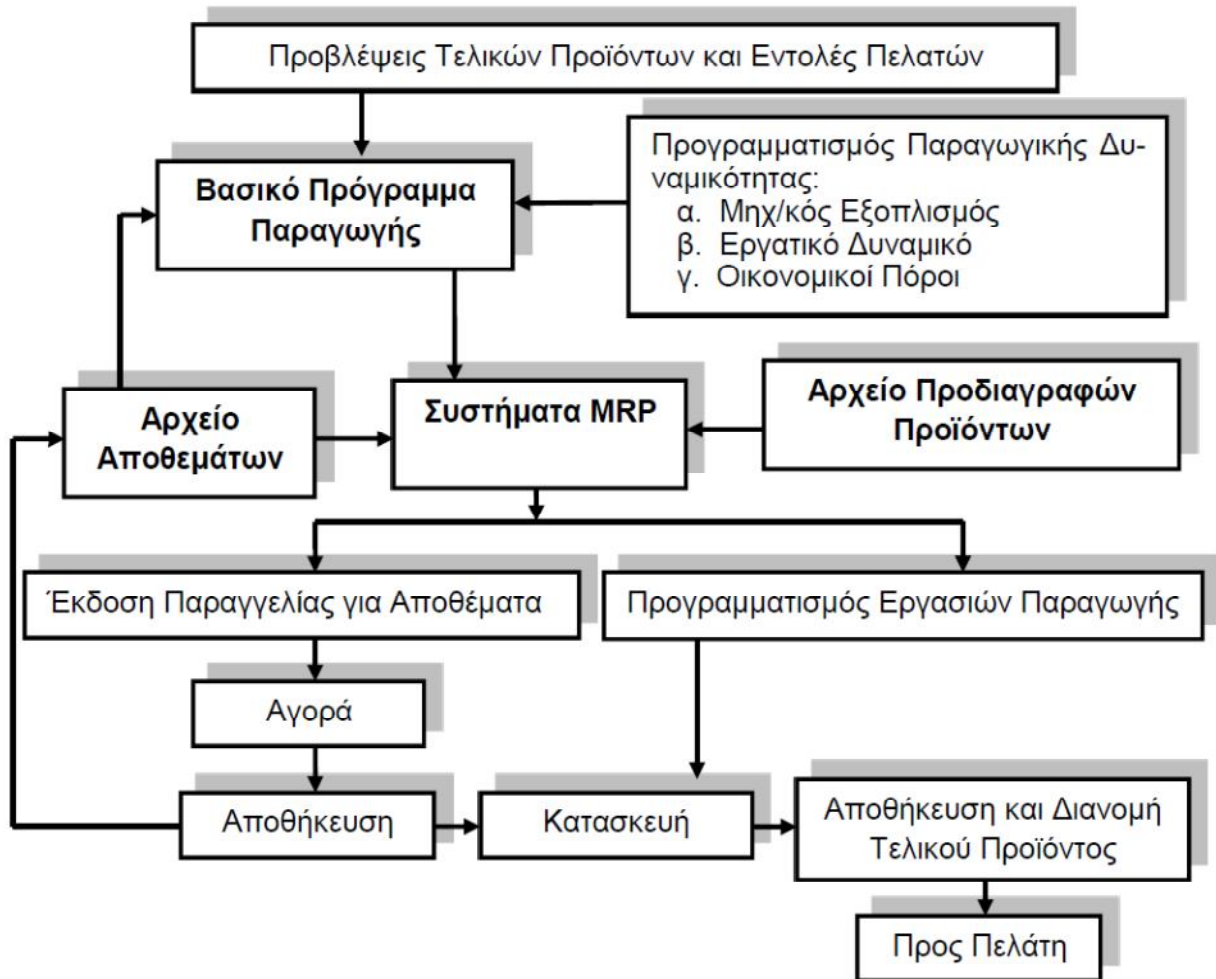 Προβλέψεις Τελικών Προϊόντων και Εντολές Πελατών
Προγραμματισμός Παραγωγικής Δυ-
ναμικότητας:
α. Μηχ/κός Εξοπλισμός
β. Εργατικό Δυναμικό
γ. Οικονομικοί Πόροι
Βασικό Πρόγραμμα
Παραγωγής
Αρχείο
Αποθεμάτων
Συστήματα MRP
Αρχείο Προδιαγραφών
Προϊόντων
Έκδοση Παραγγελίας για Αποθέματα
Προγραμματισμός Εργασιών Παραγωγής
Αγορά
Αποθήκευση
Κατασκευή
Αποθήκευση και Διανομή
Τελικού Προϊόντος
Προς Πελάτη